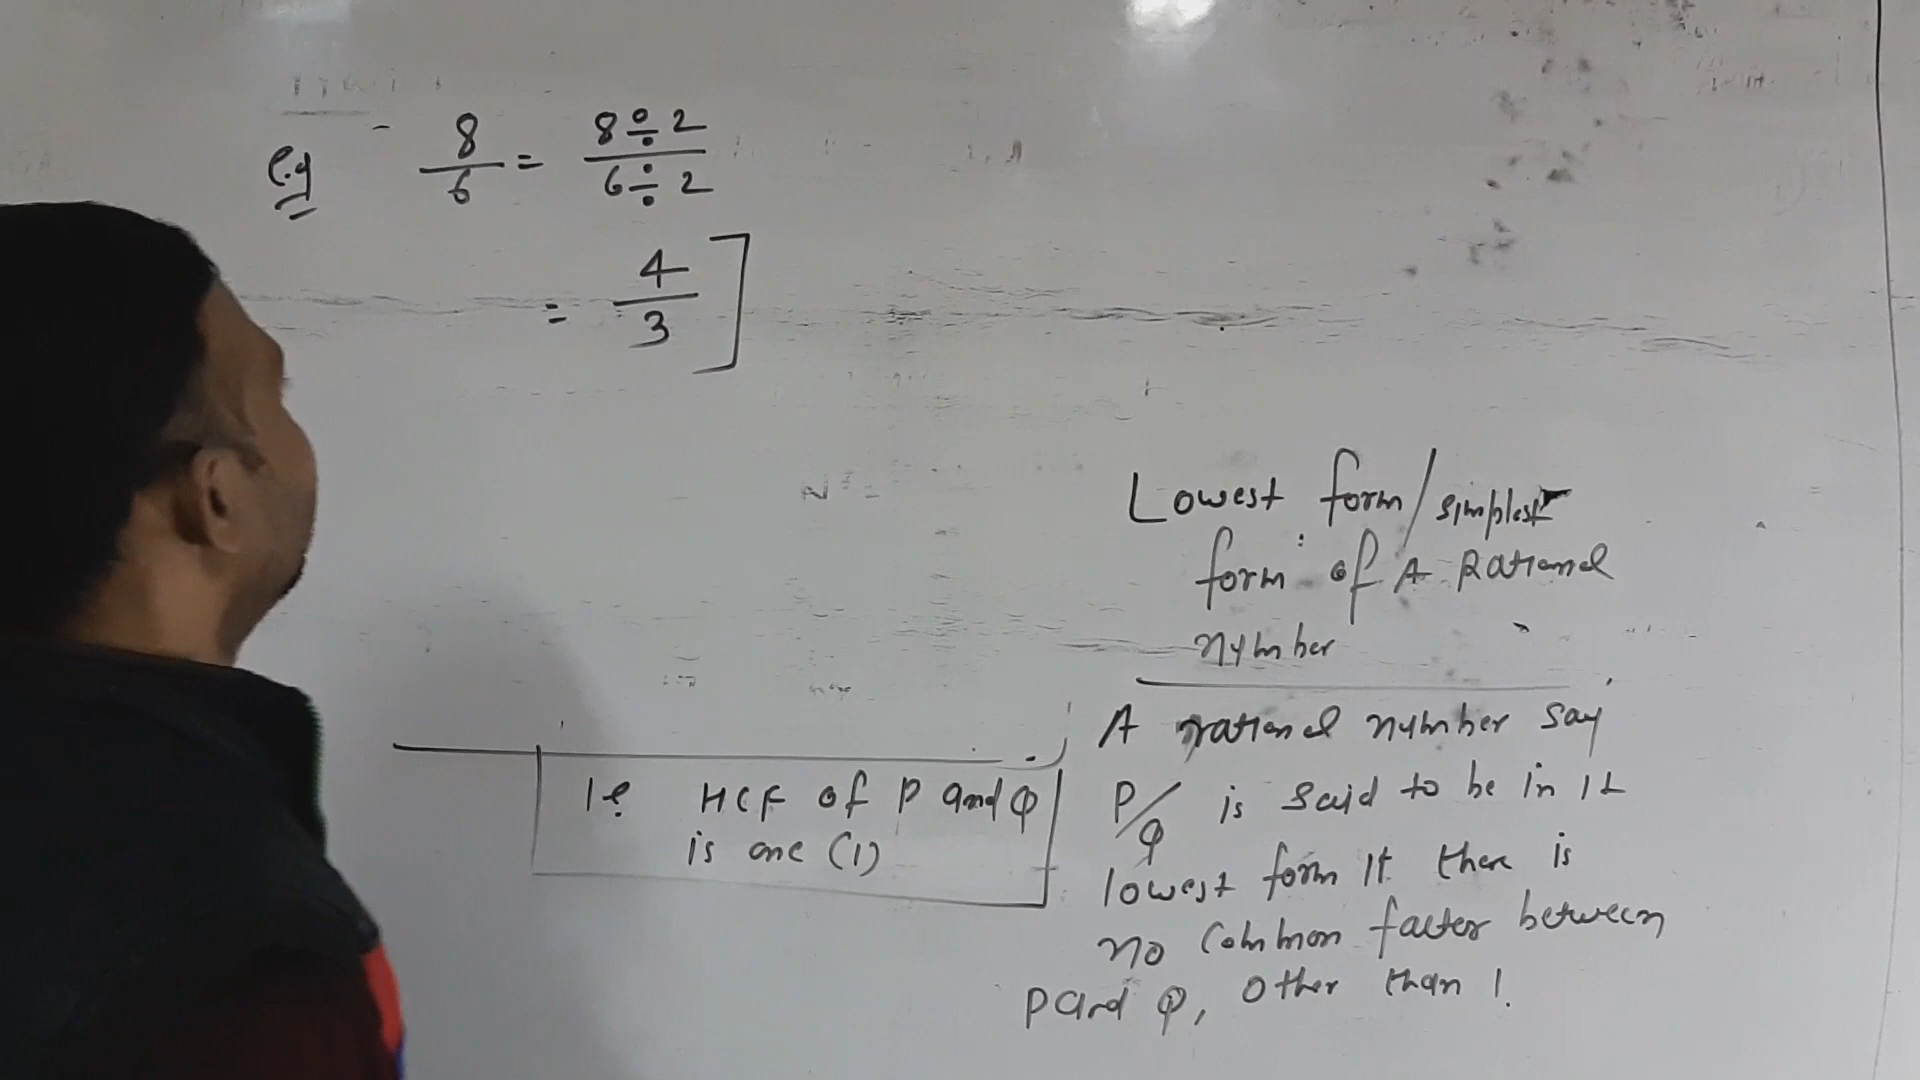 e.g 8/6 = 8÷2/6÷2
= 4/3 ]
Lowest form/simplest
form of A Rational
number
A rational number say
P/Q is said to be in it
lowest form if there is
no common factor between
P and Q, other than 1.
ie HCF of P and Q
is one (1)